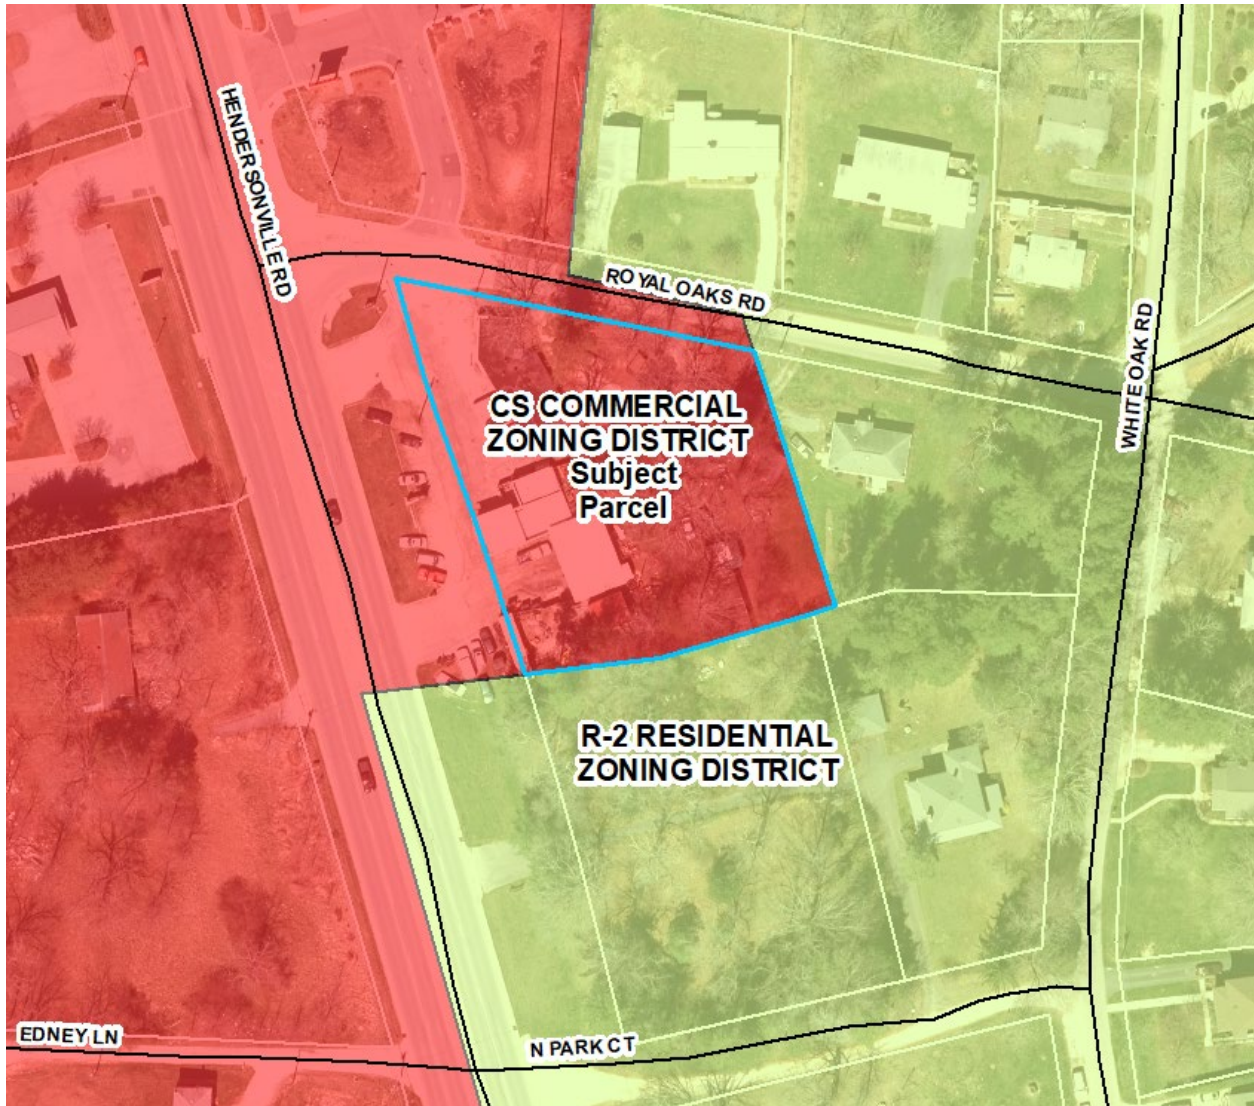 HENDERSONVILLE RD
ROYAL OAKS RD
WHITE OAK RD
CS COMMERCIAL
ZONING DISTRICT
Subject
Parcel
R-2 RESIDENTIAL
ZONING DISTRICT
EDNEY LN
N PARK CT